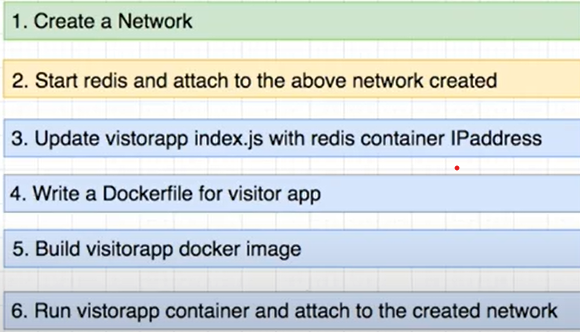 1. Create a Network
2. Start redis and attach to the above network created
3. Update vistorapp index.js with redis container IPaddress
4. Write a Dockerfile for visitor app
5. Build visitorapp docker image
6. Run vistorapp container and attach to the created network